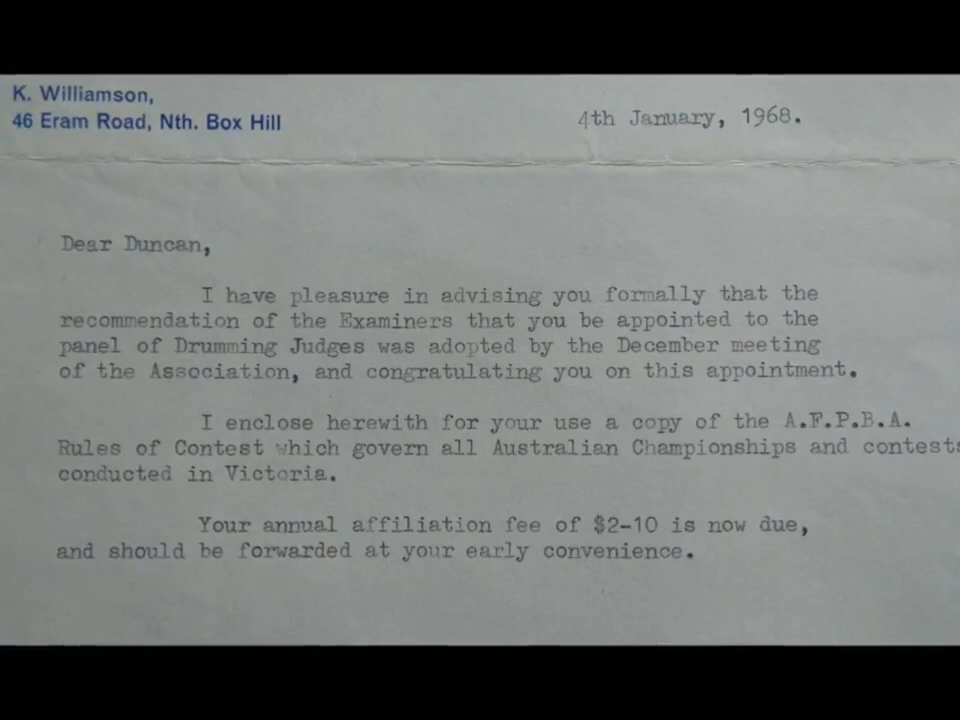 K. Williamson,
46 Eram Road, Nth. Box Hill
4th January, 1968.
Dear Duncan,
I have pleasure in advising you formally that the
recommendation of the Examiners that you be appointed to the
panel of Drumming Judges was adopted by the December meeting
of the Association, and congratulating you on this appointment.
I enclose herewith for your use a copy of the A.F.P.B.A.
Rules of Contest which govern all Australian Championships and contests
conducted in Victoria.
Your annual affiliation fee of $2-10 is now due,
and should be forwarded at your early convenience.